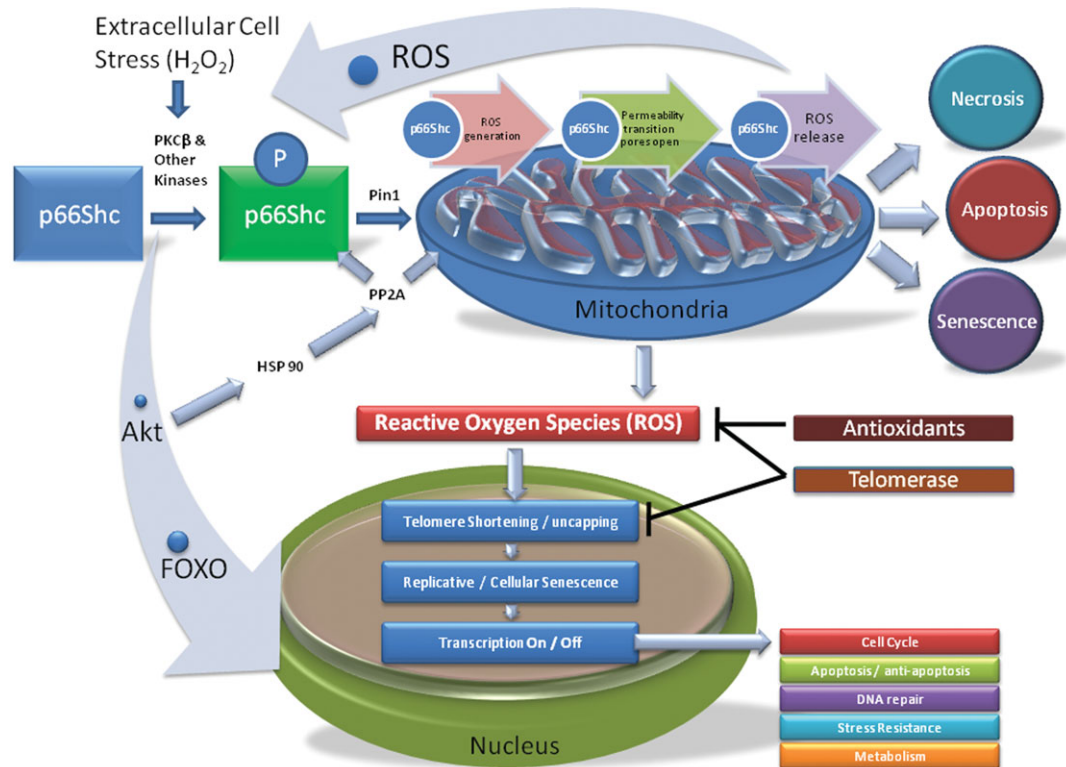 Extracellular Cell
Stress (H₂O₂)
ROS
PKCβ &
Other
Kinases
p66Shc
P
p66Shc
Pin1
PP2A
HSP 90
Akt
FOXO
p66Shc
ROS
generation
p66Shc
Permeability
transition
pores open
p66Shc
ROS
release
Mitochondria
Necrosis
Apoptosis
Senescence
Reactive Oxygen Species (ROS)
Antioxidants
Telomerase
Telomere Shortening / uncapping
Replicative / Cellular Senescence
Transcription On / Off
Nucleus
Cell Cycle
Apoptosis / anti-apoptosis
DNA repair
Stress Resistance
Metabolism